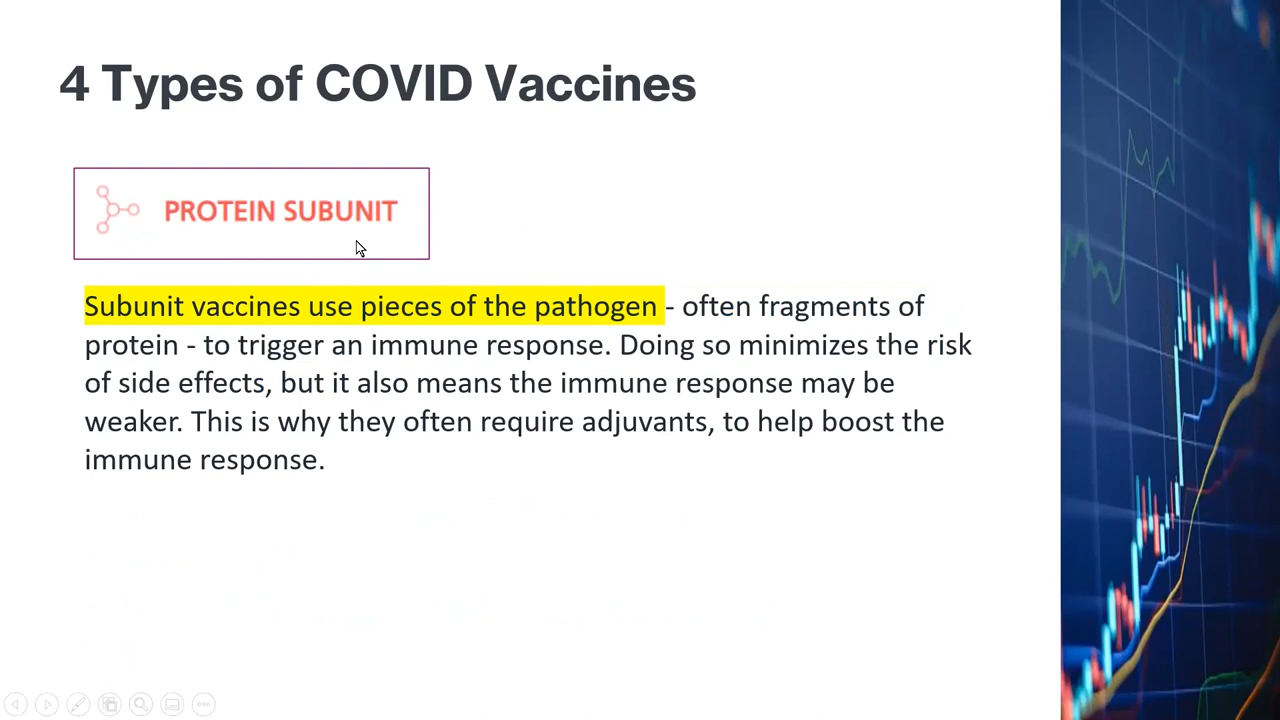 4 Types of COVID Vaccines
PROTEIN SUBUNIT
Subunit vaccines use pieces of the pathogen - often fragments of
protein - to trigger an immune response. Doing so minimizes the risk
of side effects, but it also means the immune response may be
weaker. This is why they often require adjuvants, to help boost the
immune response.